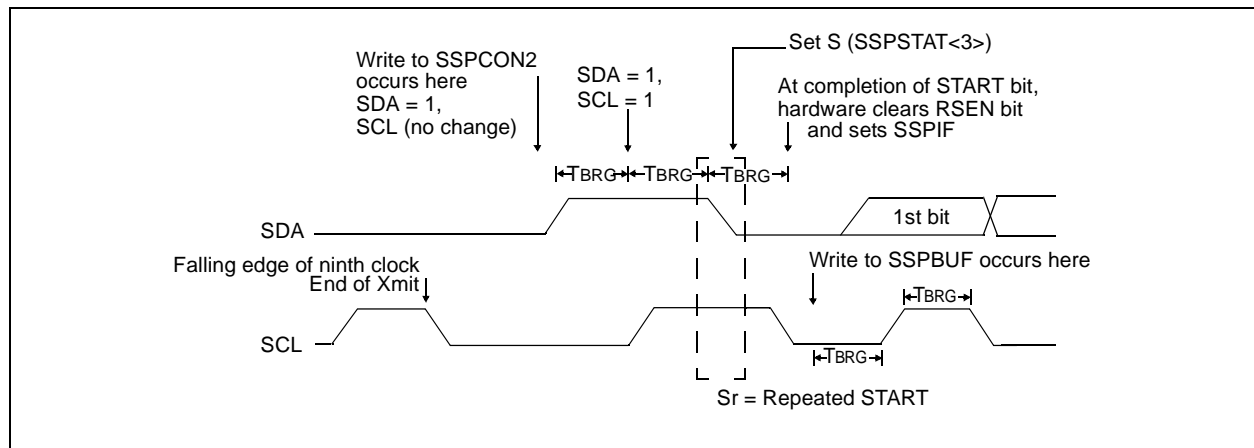 Set S (SSPSTAT<3>)
Write to SSPCON2
occurs here
SDA = 1,
SCL (no change)
SDA = 1,
SCL = 1
At completion of START bit,
hardware clears RSEN bit
and sets SSPIF
TBRG
TBRG
TBRG
SDA
1st bit
Falling edge of ninth clock
End of Xmit
Write to SSPBUF occurs here
TBRG
SCL
TBRG
Sr = Repeated START